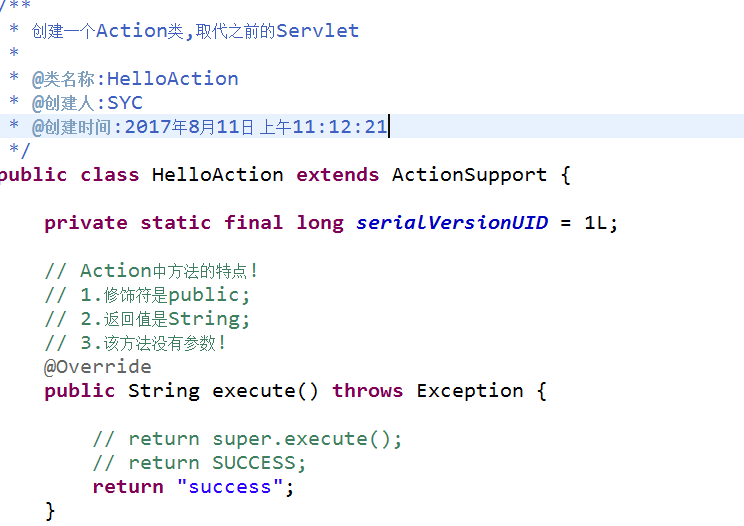 /**
* 创建一个Action类,取代之前的Servlet
*
* @类名称:HelloAction
* @创建人:SYC
* @创建时间:2017年8月11日 上午11:12:21
*/
public class HelloAction extends ActionSupport {
private static final long serialVersionUID = 1L;
// Action中方法的特点!
// 1.修饰符是public;
// 2.返回值是String;
// 3.该方法没有参数!
@Override
public String execute() throws Exception {
// return super.execute();
// return SUCCESS;
return "success";
}